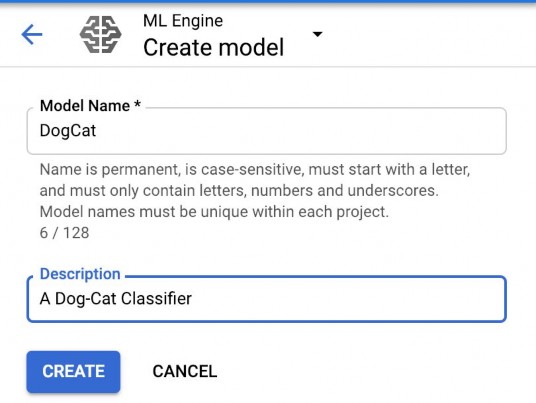 ML Engine
Create model
Model Name *
DogCat
Name is permanent, is case-sensitive, must start with a letter,
and must only contain letters, numbers and underscores.
Model names must be unique within each project.
6 / 128
Description
A Dog-Cat Classifier
CREATE CANCEL